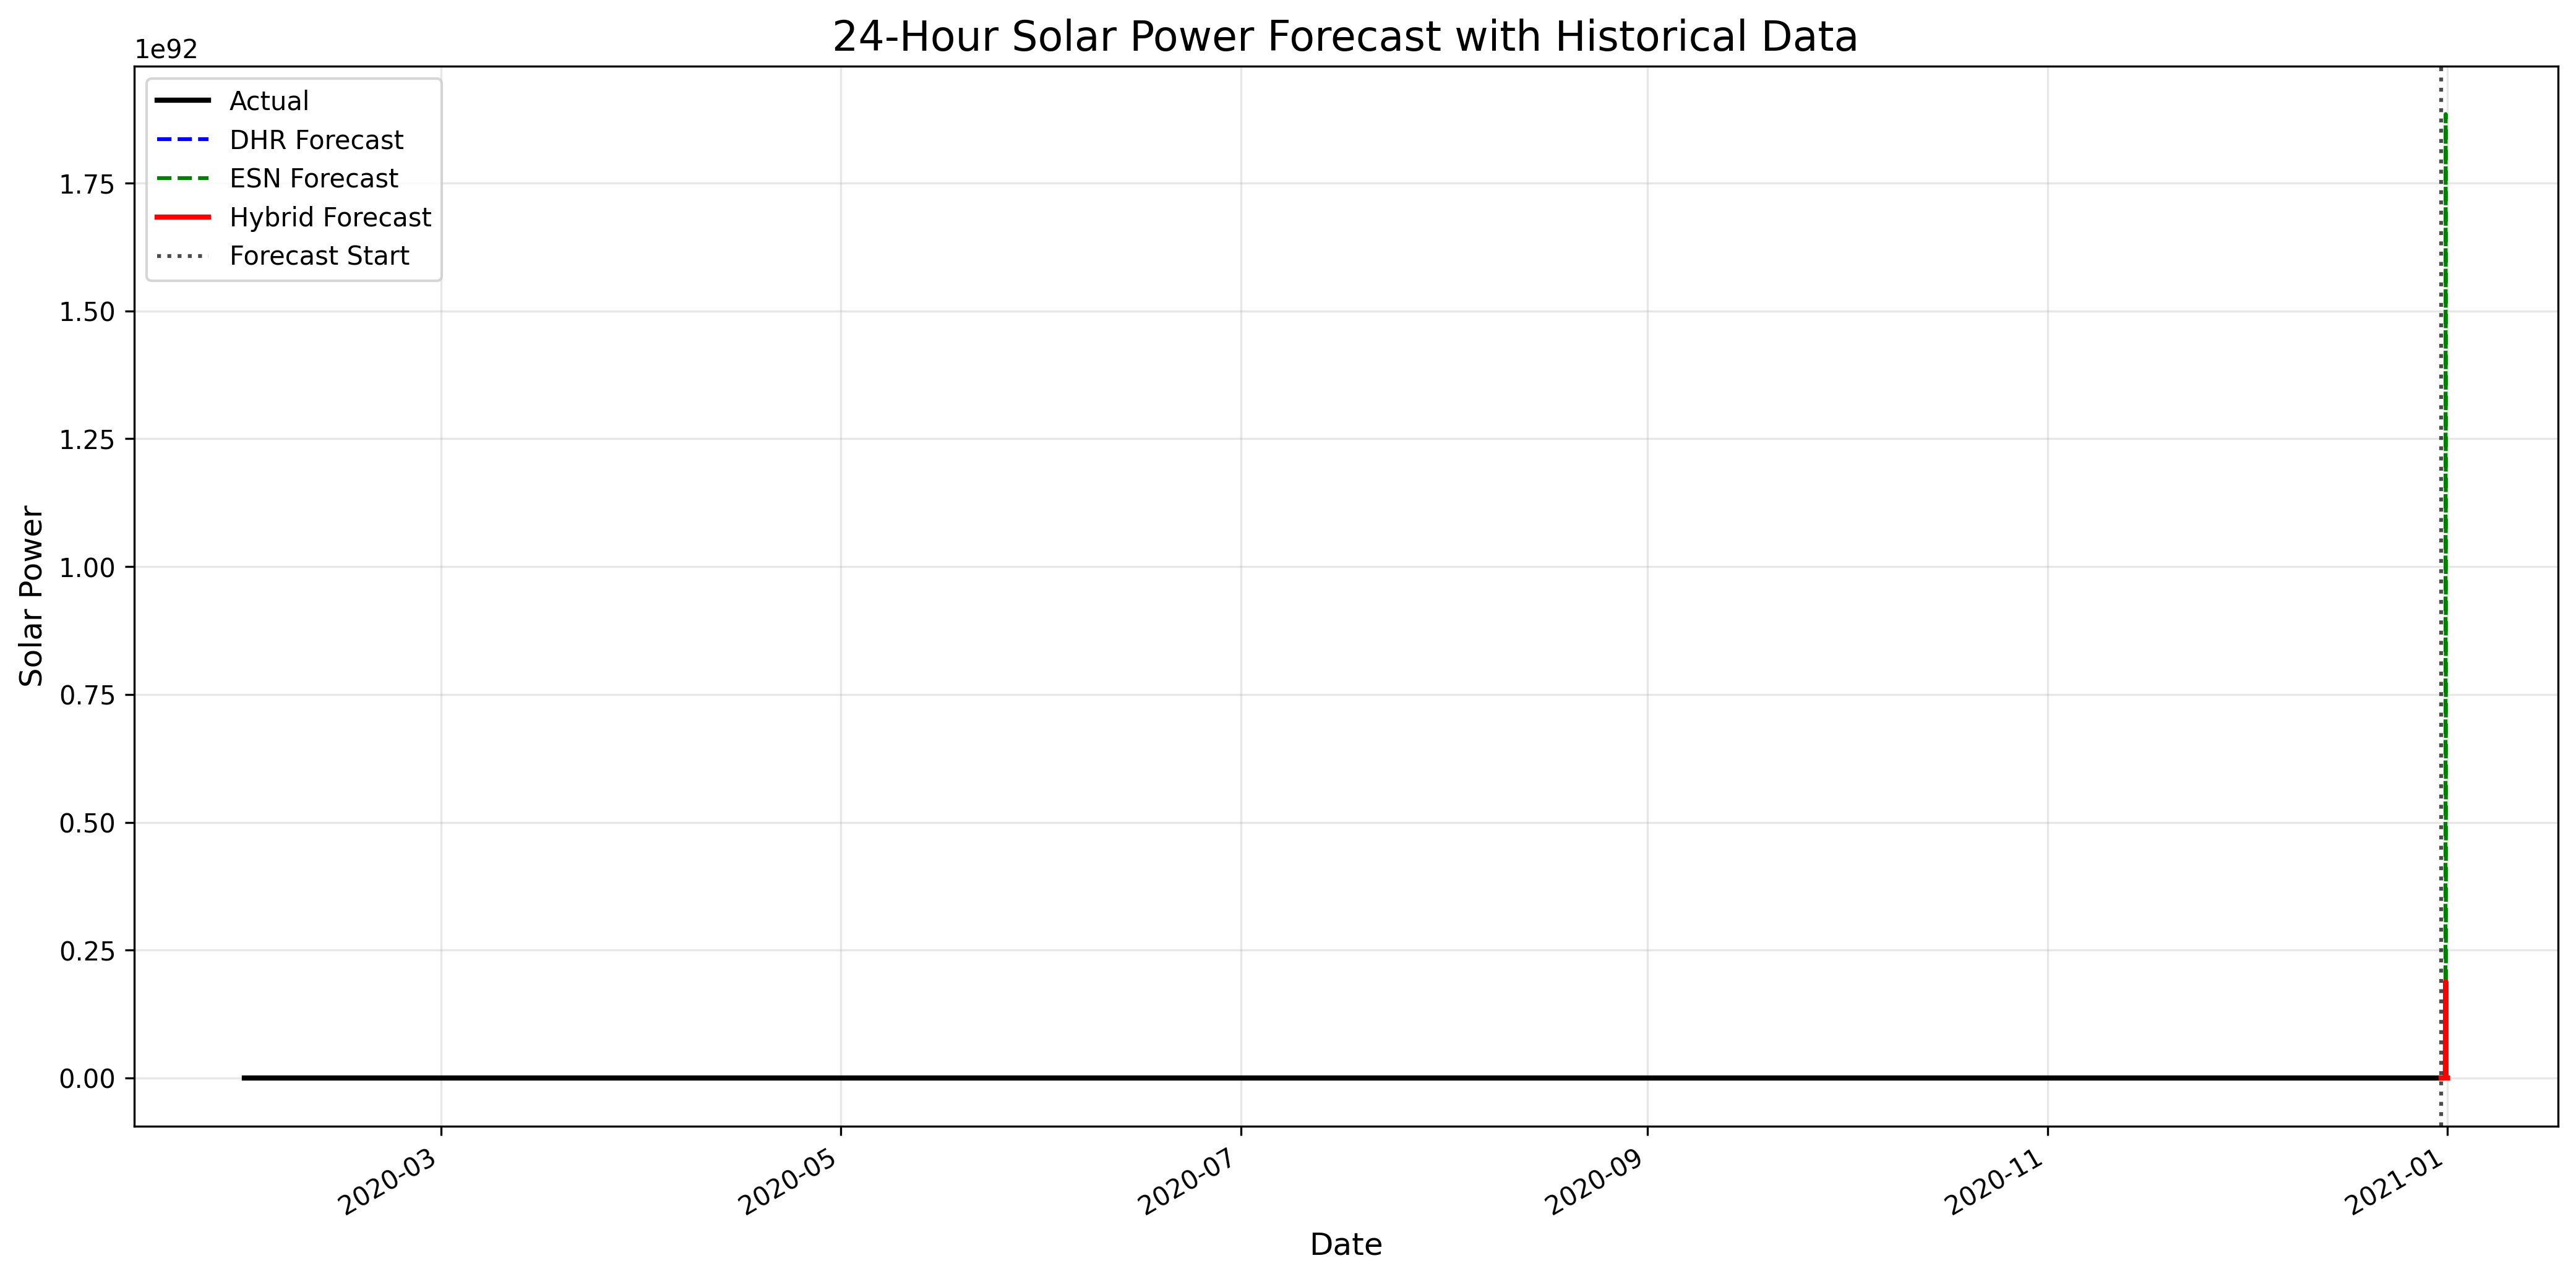 24-Hour Solar Power Forecast with Historical Data
1e92
Actual
DHR Forecast
ESN Forecast
Hybrid Forecast
Forecast Start
1.75
1.50
1.25
1.00
0.75
0.50
0.25
0.00
Solar Power
2020-03
2020-05
2020-07
2020-09
2020-11
2021-01
Date